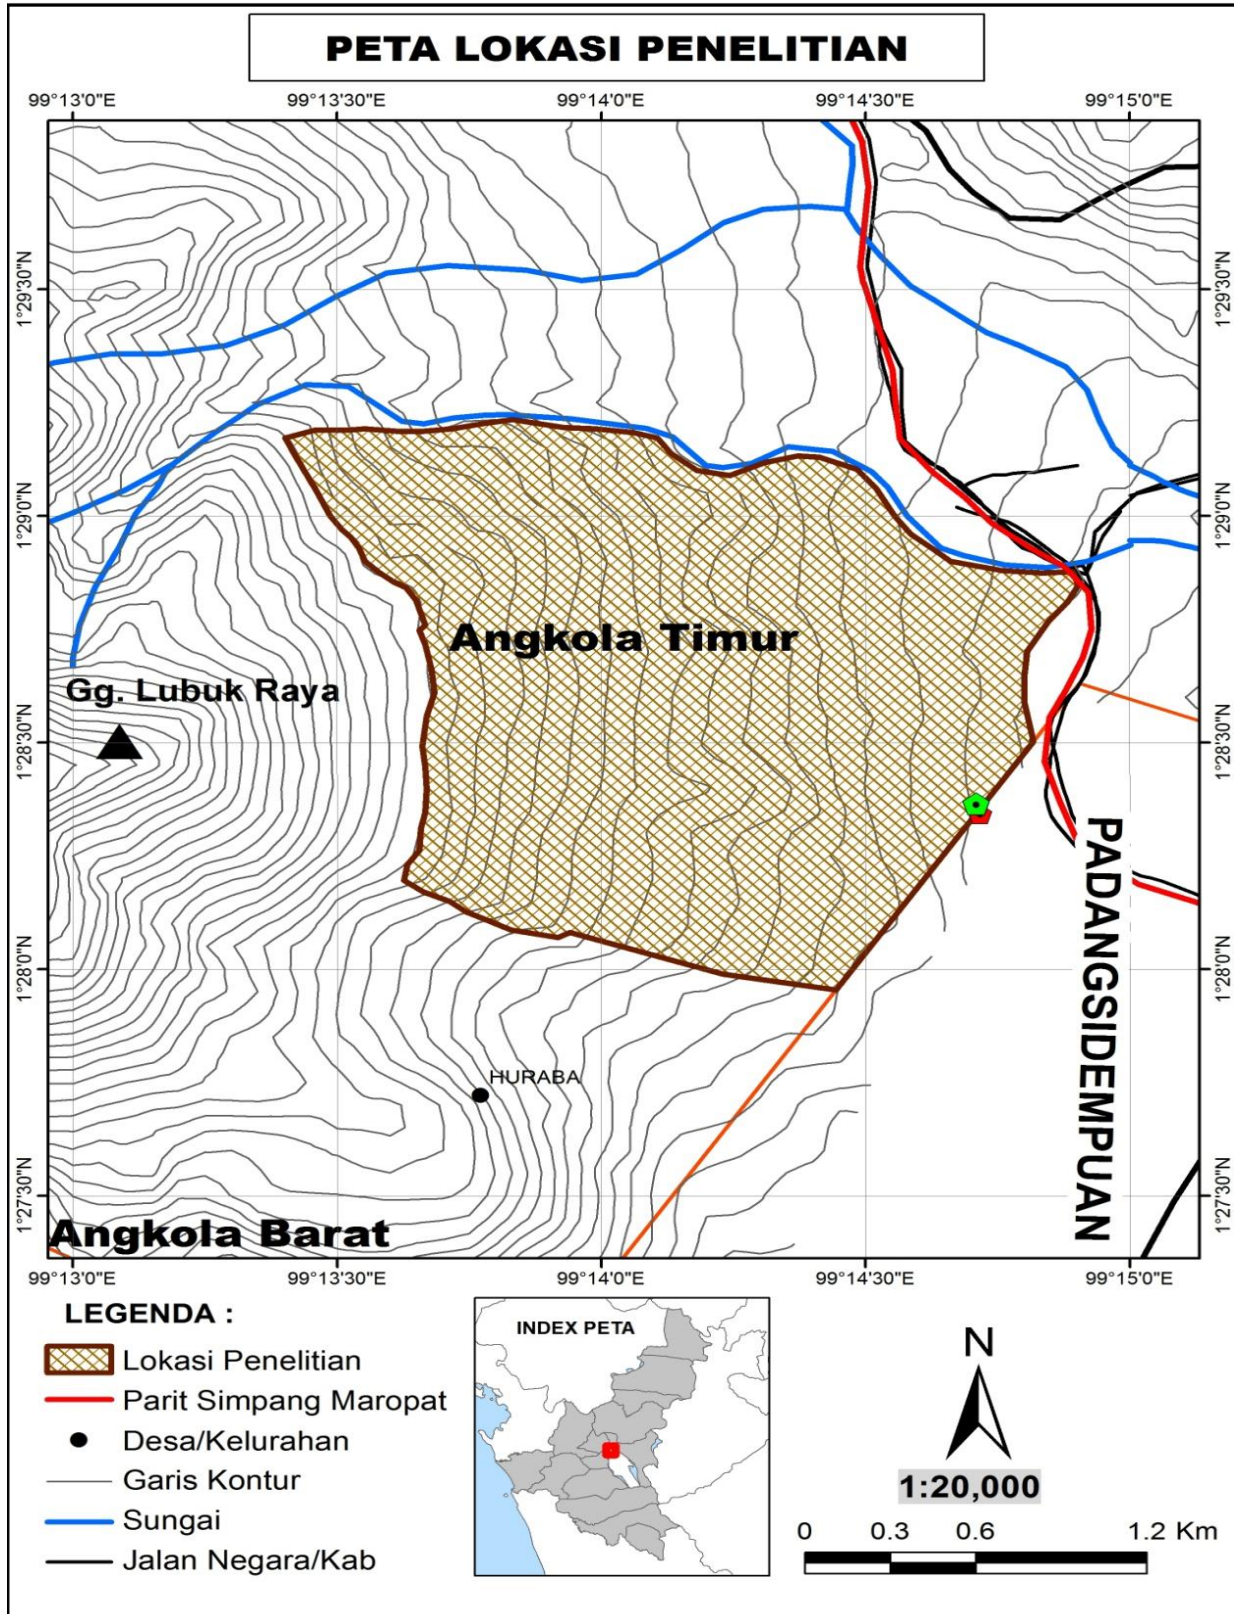 PETA LOKASI PENELITIAN
99°13'0"E 99°13'30"E 99°14'0"E 99°14'30"E 99°15'0"E
1°29'30"N 1°29'30"N
1°29'0"N 1°29'0"N
Angkola Timur
Gg. Lubuk Raya
1°28'30"N 1°28'30"N
PADANGSIDEMPUAN
1°28'0"N 1°28'0"N
HURABA
1°27'30"N 1°27'30"N
Angkola Barat
99°13'0"E 99°13'30"E 99°14'0"E 99°14'30"E 99°15'0"E
LEGENDA :
Lokasi Penelitian
Parit Simpang Maropat
Desa/Kelurahan
Garis Kontur
Sungai
Jalan Negara/Kab
INDEX PETA
N
1:20,000
0 0.3 0.6 1.2 Km